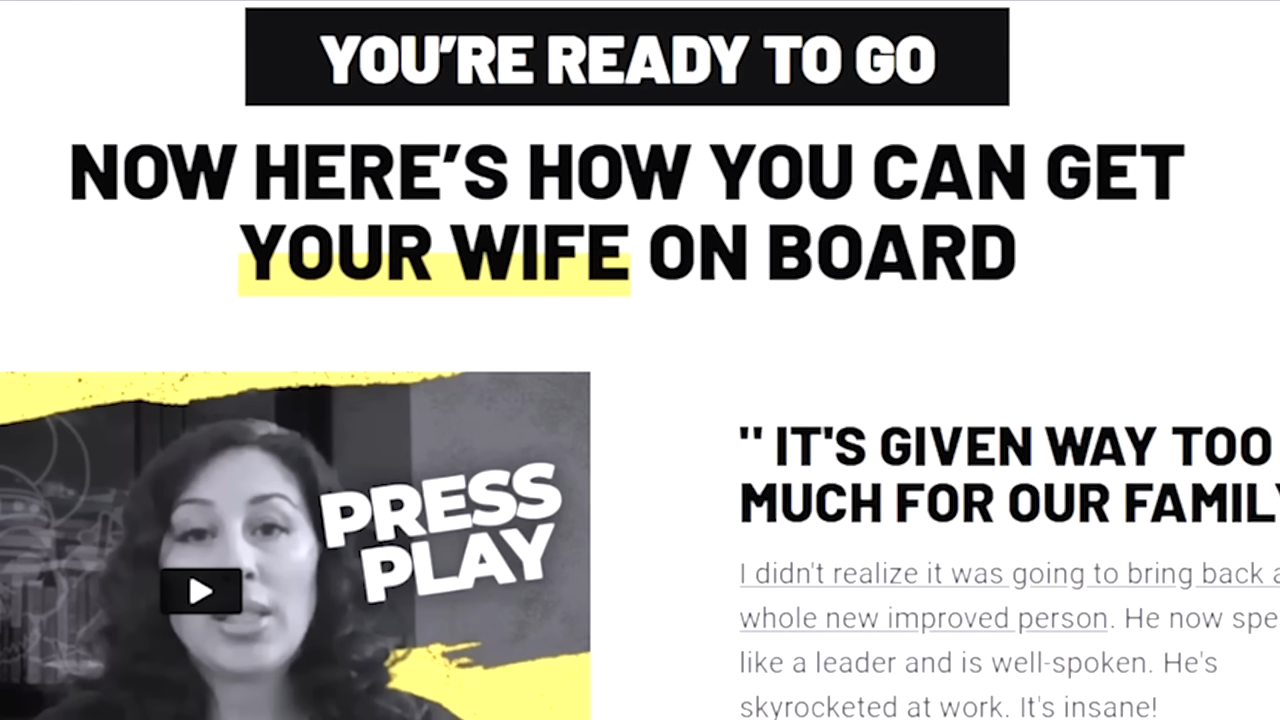 YOU'RE READY TO GO
NOW HERE'S HOW YOU CAN GET
YOUR WIFE ON BOARD
PRESS
PLAY
" IT'S GIVEN WAY TOO
MUCH FOR OUR FAMILY
I didn't realize it was going to bring back a
whole new improved person. He now spe
like a leader and is well-spoken. He's
skyrocketed at work. It's insane!